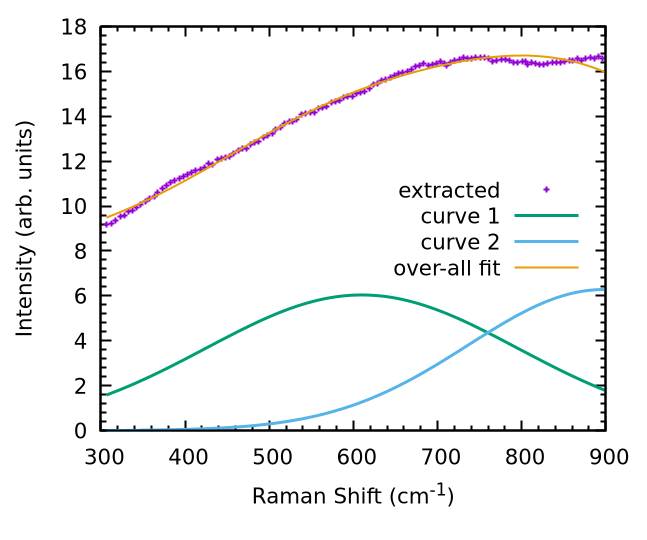 18
16
14
12
10
8
6
4
2
0
Intensity (arb. units)
extracted
curve 1
curve 2
over-all fit
300 400 500 600 700 800 900
Raman Shift (cm-1)